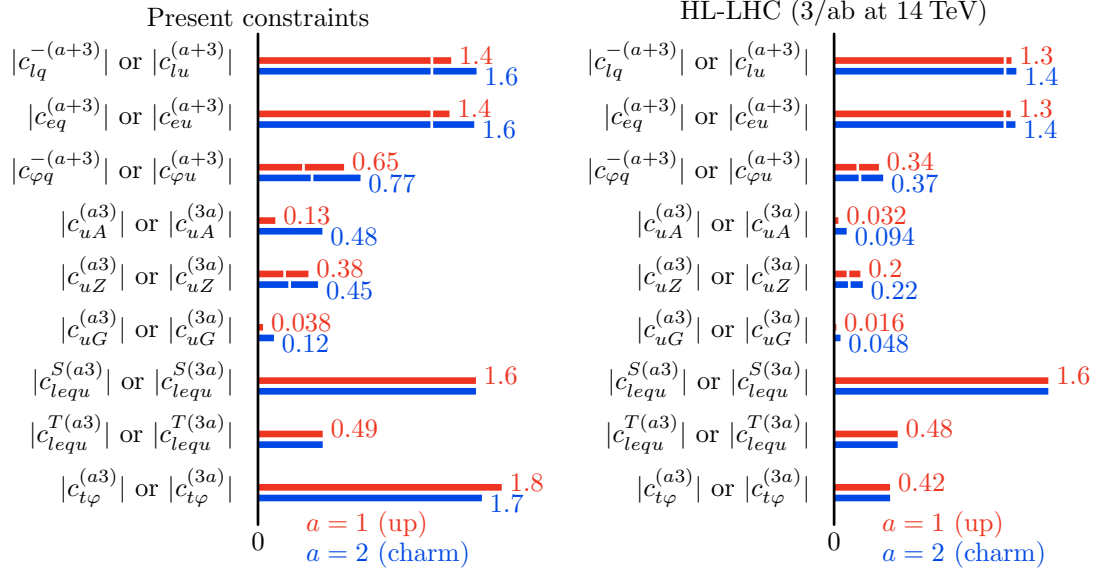 Present constraints
|c_{lq}^{-(a+3)}| or |c_{lu}^{(a+3)}|
1.4
1.6
|c_{eq}^{(a+3)}| or |c_{eu}^{(a+3)}|
1.4
1.6
|c_{φq}^{-(a+3)}| or |c_{φu}^{(a+3)}|
0.65
0.77
|c_{uA}^{(a3)}| or |c_{uA}^{(3a)}|
0.13
0.48
|c_{uZ}^{(a3)}| or |c_{uZ}^{(3a)}|
0.38
0.45
|c_{uG}^{(a3)}| or |c_{uG}^{(3a)}|
0.038
0.12
|c_{lequ}^{S(a3)}| or |c_{lequ}^{S(3a)}|
1.6
|c_{lequ}^{T(a3)}| or |c_{lequ}^{T(3a)}|
0.49
|c_{tφ}^{(a3)}| or |c_{tφ}^{(3a)}|
1.8
1.7
a = 1 (up)
0
a = 2 (charm)
HL-LHC (3/ab at 14 TeV)
|c_{lq}^{-(a+3)}| or |c_{lu}^{(a+3)}|
1.3
1.4
|c_{eq}^{(a+3)}| or |c_{eu}^{(a+3)}|
1.3
1.4
|c_{φq}^{-(a+3)}| or |c_{φu}^{(a+3)}|
0.34
0.37
|c_{uA}^{(a3)}| or |c_{uA}^{(3a)}|
0.032
0.094
|c_{uZ}^{(a3)}| or |c_{uZ}^{(3a)}|
0.2
0.22
|c_{uG}^{(a3)}| or |c_{uG}^{(3a)}|
0.016
0.048
|c_{lequ}^{S(a3)}| or |c_{lequ}^{S(3a)}|
1.6
|c_{lequ}^{T(a3)}| or |c_{lequ}^{T(3a)}|
0.48
|c_{tφ}^{(a3)}| or |c_{tφ}^{(3a)}|
0.42
a = 1 (up)
0
a = 2 (charm)